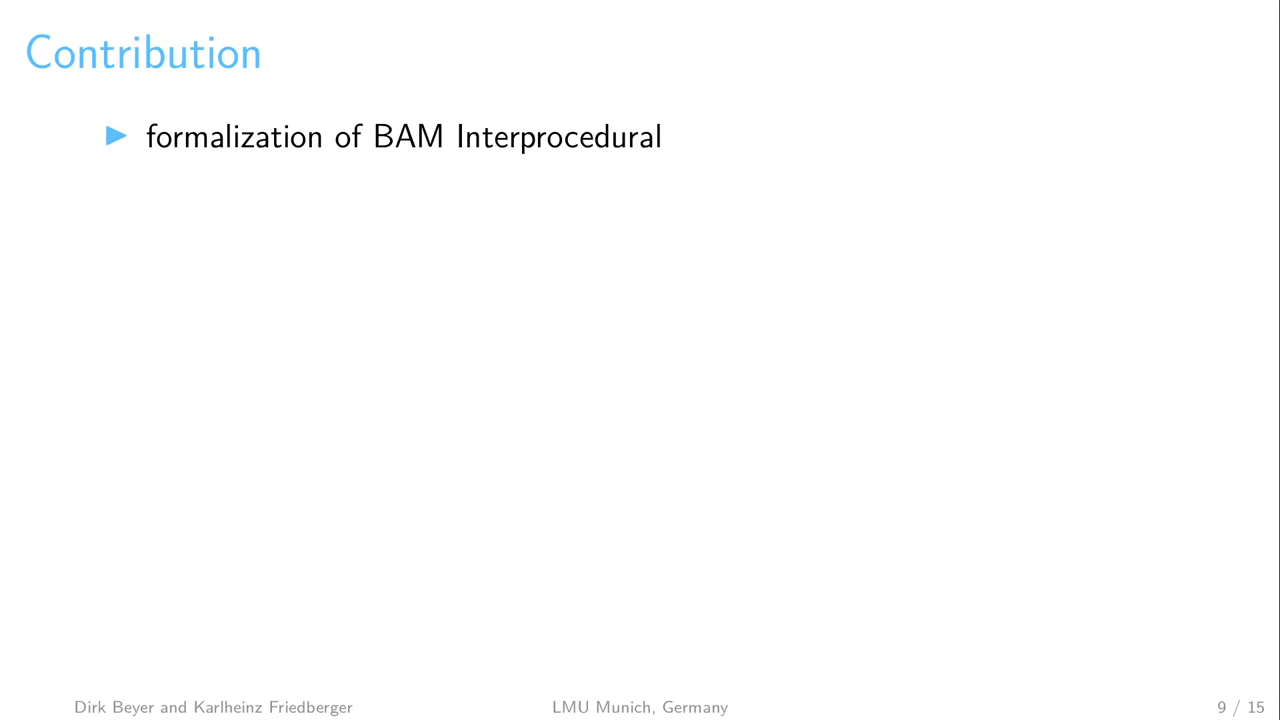 Contribution
▶ formalization of BAM Interprocedural
Dirk Beyer and Karlheinz Friedberger
LMU Munich, Germany
9 / 15